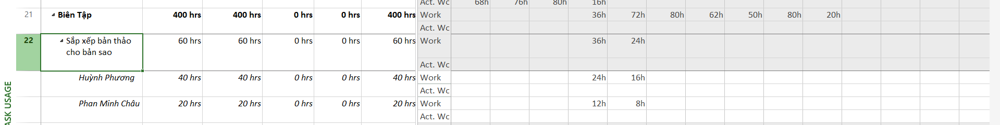 Act. Wc 68h 76h 80h 16h
21 Biên Tập 400 hrs 400 hrs 0 hrs 0 hrs 400 hrs Work 36h 72h 80h 62h 50h 80h 20h
Act. Wc
22 Sắp xếp bản thảo 60 hrs 60 hrs 0 hrs 0 hrs 60 hrs Work 36h 24h
cho bản sao
Act. Wc
Huỳnh Phương 40 hrs 40 hrs 0 hrs 0 hrs 40 hrs Work 24h 16h
Act. Wc
Phan Minh Châu 20 hrs 20 hrs 0 hrs 0 hrs 20 hrs Work 12h 8h
Act. Wc
ASK USAGE